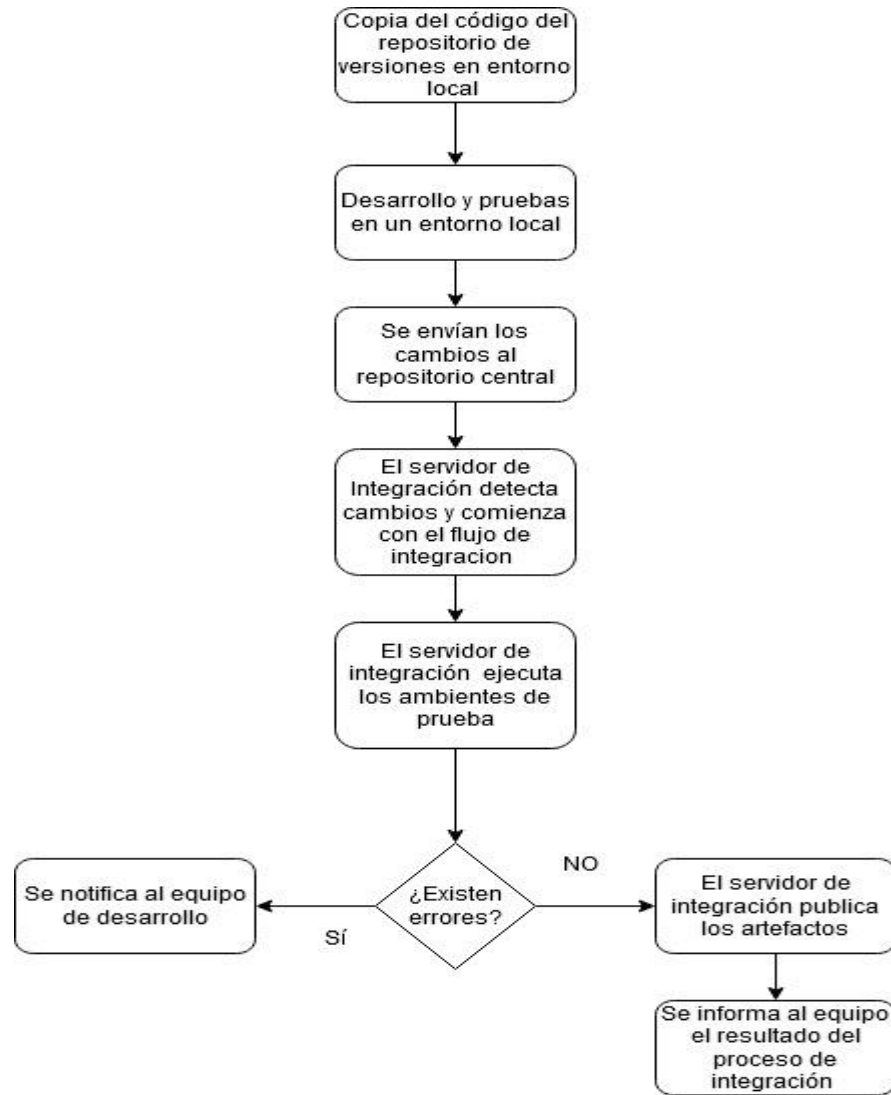 Copia del código del
repositorio de
versiones en entorno
local
Desarrollo y pruebas
en un entorno local
Se envían los
cambios al
repositorio central
El servidor de
Integración detecta
cambios y comienza
con el flujo de
integracion
El servidor de
integración ejecuta
los ambientes de
prueba
¿Existen
errores?
Sí
Se notifica al equipo
de desarrollo
NO
El servidor de
integración publica
los artefactos
Se informa al equipo
el resultado del
proceso de
integración